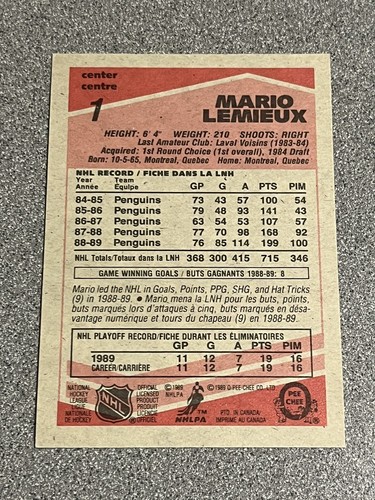 center
centre
1
MARIO
LEMIEUX
HEIGHT: 6' 4" WEIGHT: 210 SHOOTS: RIGHT
Last Amateur Club: Laval Voisins (1983-84)
Acquired: 1st Round Choice (1st overall), 1984 Draft
Born: 10-5-65, Montreal, Quebec Home: Montreal, Quebec
NHL RECORD / FICHE DANS LA LNH
Year Team
Année Équipe GP G A PTS PIM
84-85 Penguins 73 43 57 100 54
85-86 Penguins 79 48 93 141 43
86-87 Penguins 63 54 53 107 57
87-88 Penguins 77 70 98 168 92
88-89 Penguins 76 85 114 199 100
NHL Totals/Totaux dans la LNH 368 300 415 715 346
GAME WINNING GOALS / BUTS GAGNANTS 1988-89: 8
Mario led the NHL in Goals, Points, PPG, SHG, and Hat Tricks
(9) in 1988-89. • Mario mena la LNH pour les buts, points,
buts marqués lors d'attaques à cinq, buts marqués en désa-
vantage numérique et tours du chapeau (9) en 1988-89.
NHL PLAYOFF RECORD/FICHE DURANT LES ÉLIMINATOIRES
GP G A PTS PIM
1989 11 12 7 19 16
CAREER/CARRIÈRE 11 12 7 19 16
NATIONAL
HOCKEY
LEAGUE
LIGUE
NATIONALE
DE HOCKEY
NHL
OFFICIAL
LICENSED
PRODUCT
PRODUIT
OFFICIEL
©1989
NHLPA
NHLPA
TM
© 1989 O-PEE-CHEE CO. LTD.
PTD. IN CANADA/
IMPRIMÉ AU CANADA
O
PEE
CHEE